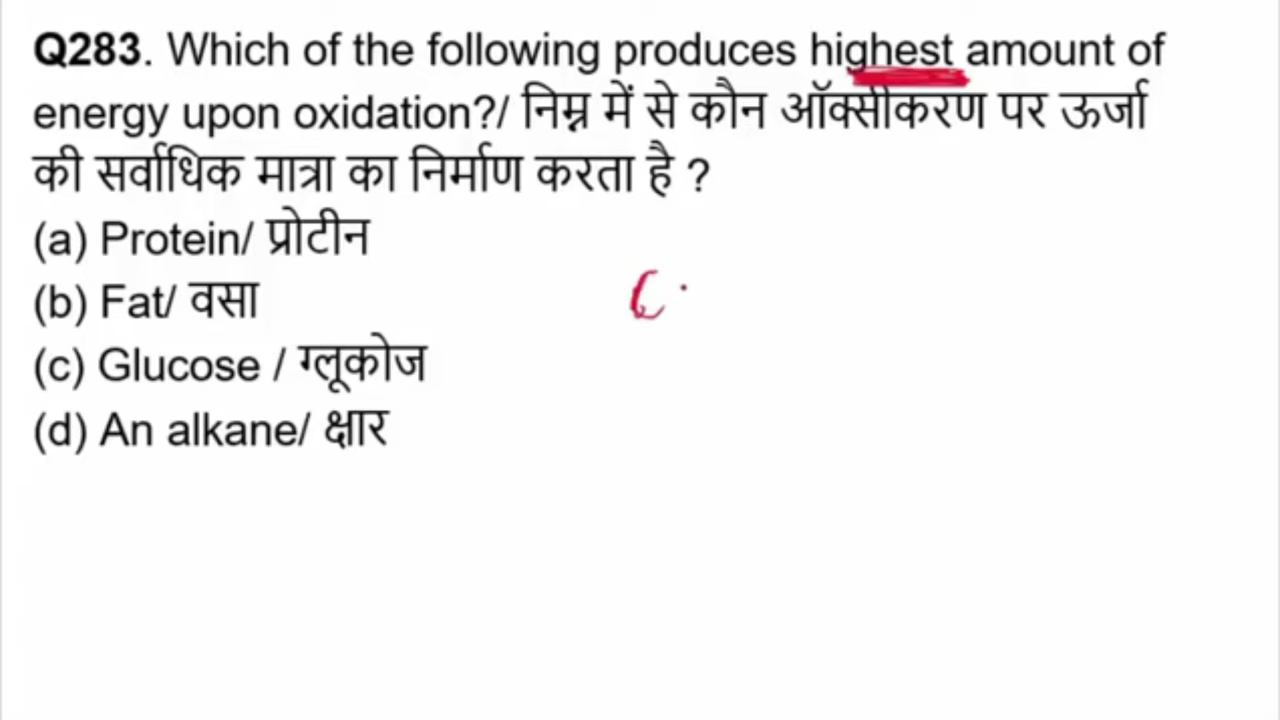 Q283. Which of the following produces highest amount of
energy upon oxidation?/ निम्न में से कौन ऑक्सीकरण पर ऊर्जा
की सर्वाधिक मात्रा का निर्माण करता है ?
(a) Protein/ प्रोटीन
(b) Fat/ वसा
(c) Glucose / ग्लूकोज
(d) An alkane/ क्षार